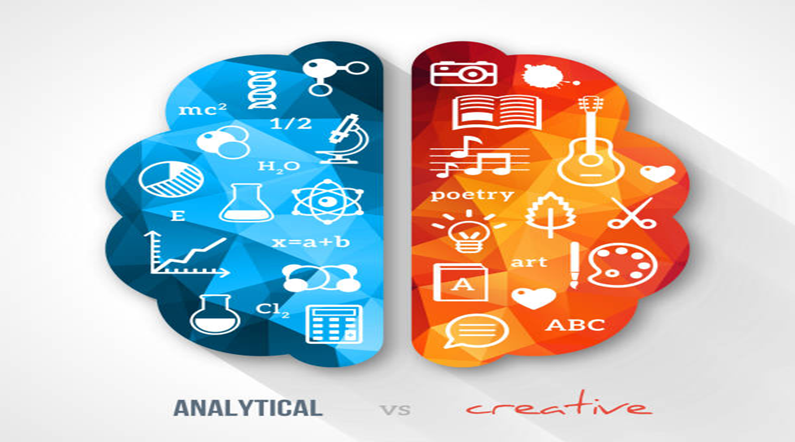 mc²
1/2
H₂O
E
x=a+b
Cl₂
poetry
art
A
ABC
ANALYTICAL vs creative